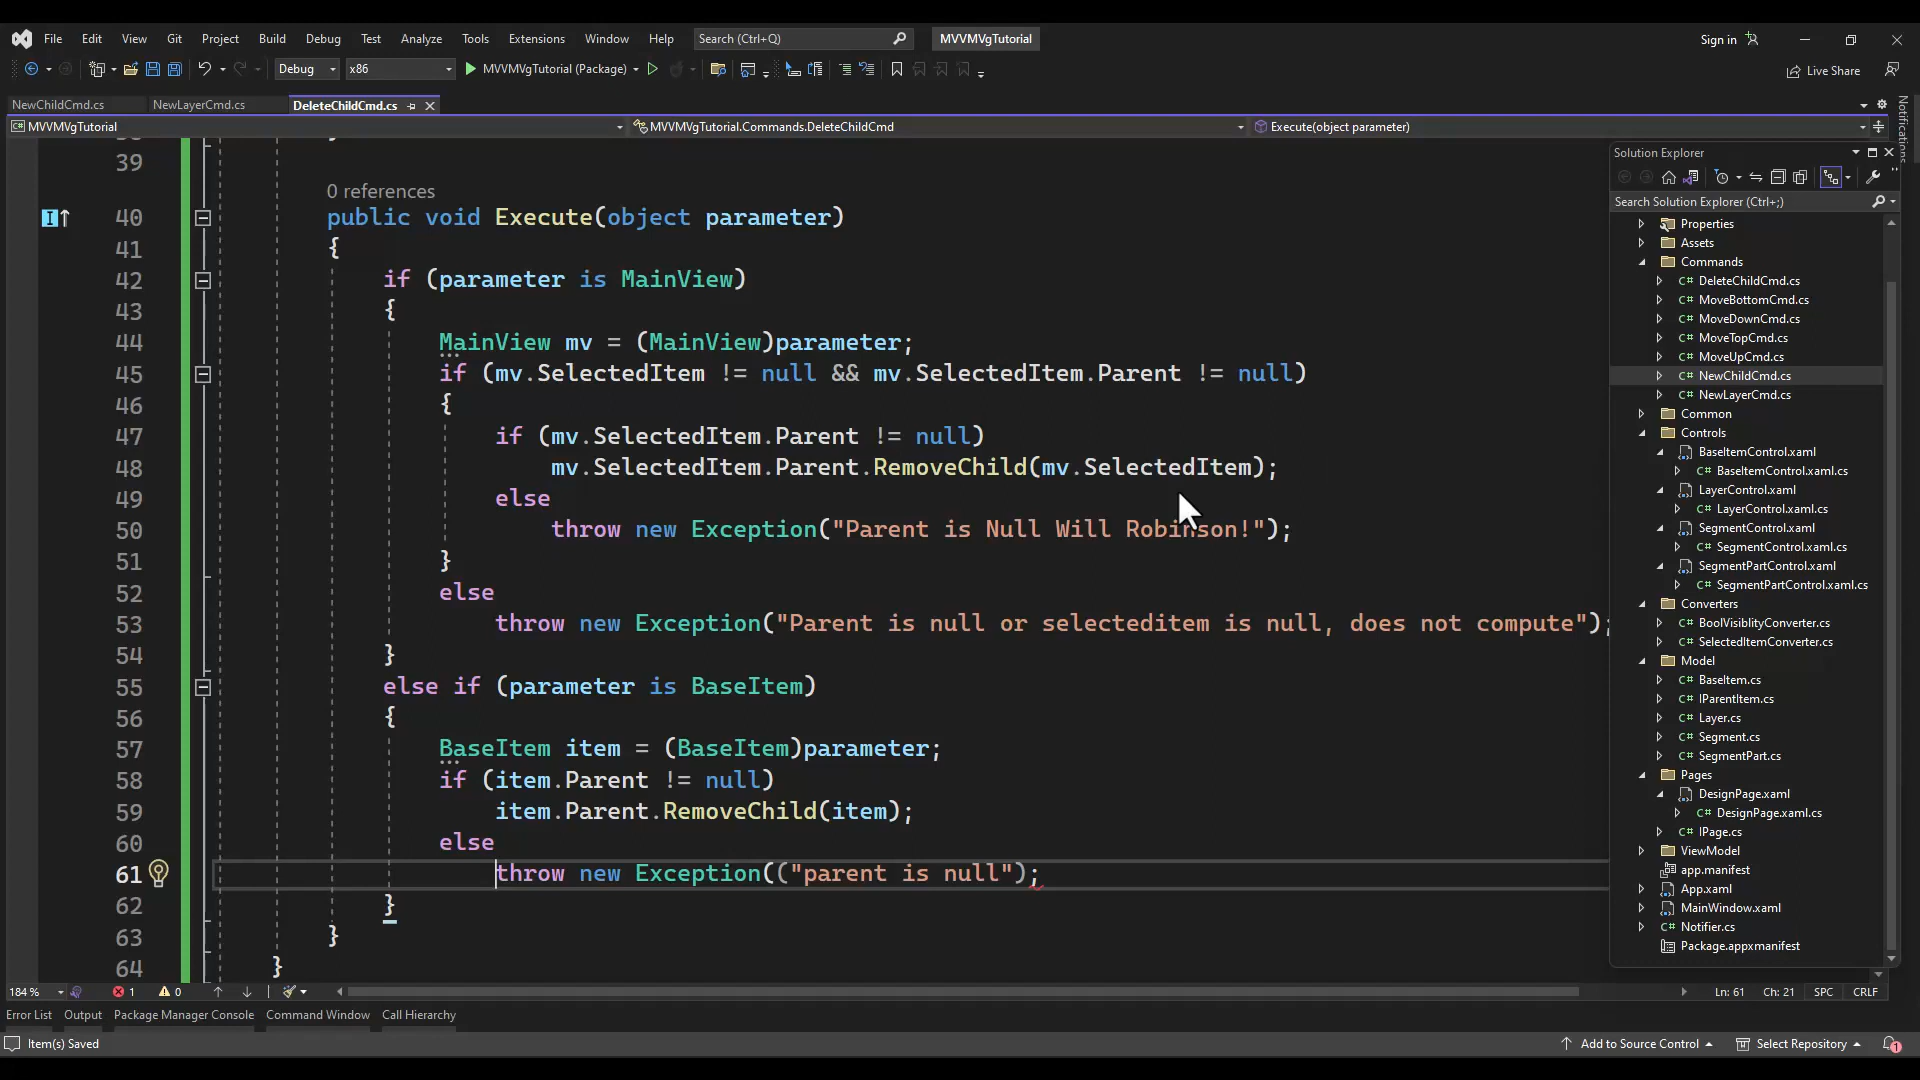 File Edit View Git Project Build Debug Test Analyze Tools Extensions Window Help Search (Ctrl+Q) MVVMVgTutorial Sign in
Debug x86 MVVMVgTutorial (Package) Live Share
NewChildCmd.cs NewLayerCmd.cs DeleteChildCmd.cs
MVVMVgTutorial MVVMVgTutorial.Commands.DeleteChildCmd Execute(object parameter)
39
0 references
40 public void Execute(object parameter)
41 {
42 if (parameter is MainView)
43 {
44 MainView mv = (MainView)parameter;
45 if (mv.SelectedItem != null && mv.SelectedItem.Parent != null)
46 {
47 if (mv.SelectedItem.Parent != null)
48 mv.SelectedItem.Parent.RemoveChild(mv.SelectedItem);
49 else
50 throw new Exception("Parent is Null Will Robinson!");
51 }
52 else
53 throw new Exception("Parent is null or selecteditem is null, does not compute");
54 }
55 else if (parameter is BaseItem)
56 {
57 BaseItem item = (BaseItem)parameter;
58 if (item.Parent != null)
59 item.Parent.RemoveChild(item);
60 else
61 throw new Exception(("parent is null");
62 }
63 }
64 }
184 % 1 0 Ln: 61 Ch: 21 SPC CRLF
Error List Output Package Manager Console Command Window Call Hierarchy
Item(s) Saved Add to Source Control Select Repository 1
Solution Explorer
Search Solution Explorer (Ctrl+;)
Properties
Assets
Commands
C# DeleteChildCmd.cs
C# MoveBottomCmd.cs
C# MoveDownCmd.cs
C# MoveTopCmd.cs
C# MoveUpCmd.cs
C# NewChildCmd.cs
C# NewLayerCmd.cs
Common
Controls
BaseItemControl.xaml
C# BaseItemControl.xaml.cs
LayerControl.xaml
C# LayerControl.xaml.cs
SegmentControl.xaml
C# SegmentControl.xaml.cs
SegmentPartControl.xaml
C# SegmentPartControl.xaml.cs
Converters
C# BoolVisiblityConverter.cs
C# SelectedItemConverter.cs
Model
C# BaseItem.cs
C# IParentItem.cs
C# Layer.cs
C# Segment.cs
C# SegmentPart.cs
Pages
DesignPage.xaml
C# DesignPage.xaml.cs
C# IPage.cs
ViewModel
app.manifest
App.xaml
MainWindow.xaml
C# Notifier.cs
Package.appxmanifest
Notifications